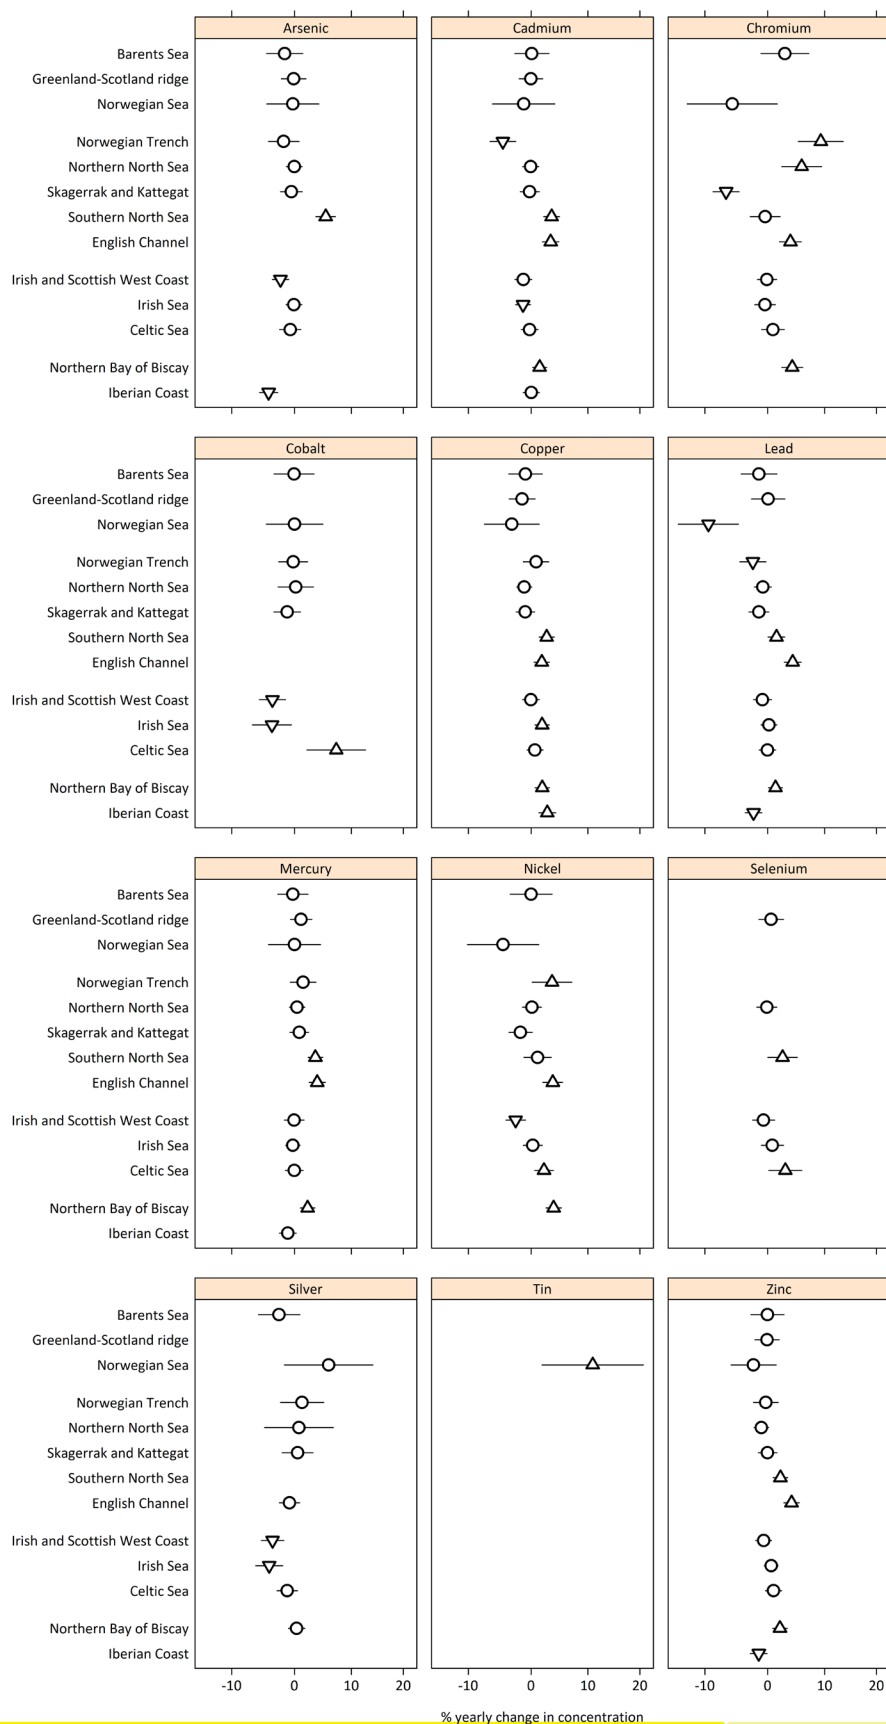 Arsenic Cadmium Chromium
Barents Sea
Greenland-Scotland ridge
Norwegian Sea
Norwegian Trench
Northern North Sea
Skagerrak and Kattegat
Southern North Sea
English Channel
Irish and Scottish West Coast
Irish Sea
Celtic Sea
Northern Bay of Biscay
Iberian Coast
Cobalt Copper Lead
Barents Sea
Greenland-Scotland ridge
Norwegian Sea
Norwegian Trench
Northern North Sea
Skagerrak and Kattegat
Southern North Sea
English Channel
Irish and Scottish West Coast
Irish Sea
Celtic Sea
Northern Bay of Biscay
Iberian Coast
Mercury Nickel Selenium
Barents Sea
Greenland-Scotland ridge
Norwegian Sea
Norwegian Trench
Northern North Sea
Skagerrak and Kattegat
Southern North Sea
English Channel
Irish and Scottish West Coast
Irish Sea
Celtic Sea
Northern Bay of Biscay
Iberian Coast
Silver Tin Zinc
Barents Sea
Greenland-Scotland ridge
Norwegian Sea
Norwegian Trench
Northern North Sea
Skagerrak and Kattegat
Southern North Sea
English Channel
Irish and Scottish West Coast
Irish Sea
Celtic Sea
Northern Bay of Biscay
Iberian Coast
-10 0 10 20 -10 0 10 20 -10 0 10 20
% yearly change in concentration